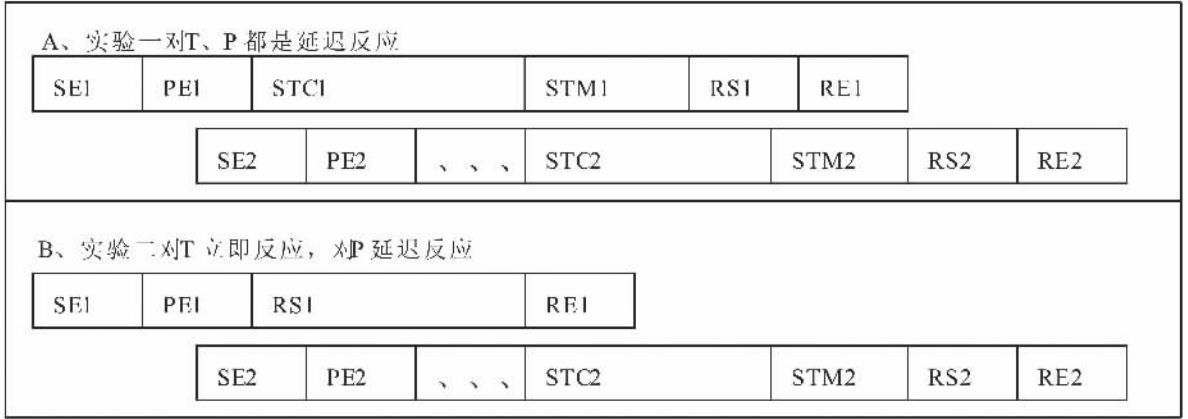 A、实验一对T、P 都是延迟反应
SE1 PE1 STC1 STM1 RS1 RE1
SE2 PE2 、、、 STC2 STM2 RS2 RE2
B、实验二对T 立即反应，对P 延迟反应
SE1 PE1 RS1 RE1
SE2 PE2 、、、 STC2 STM2 RS2 RE2